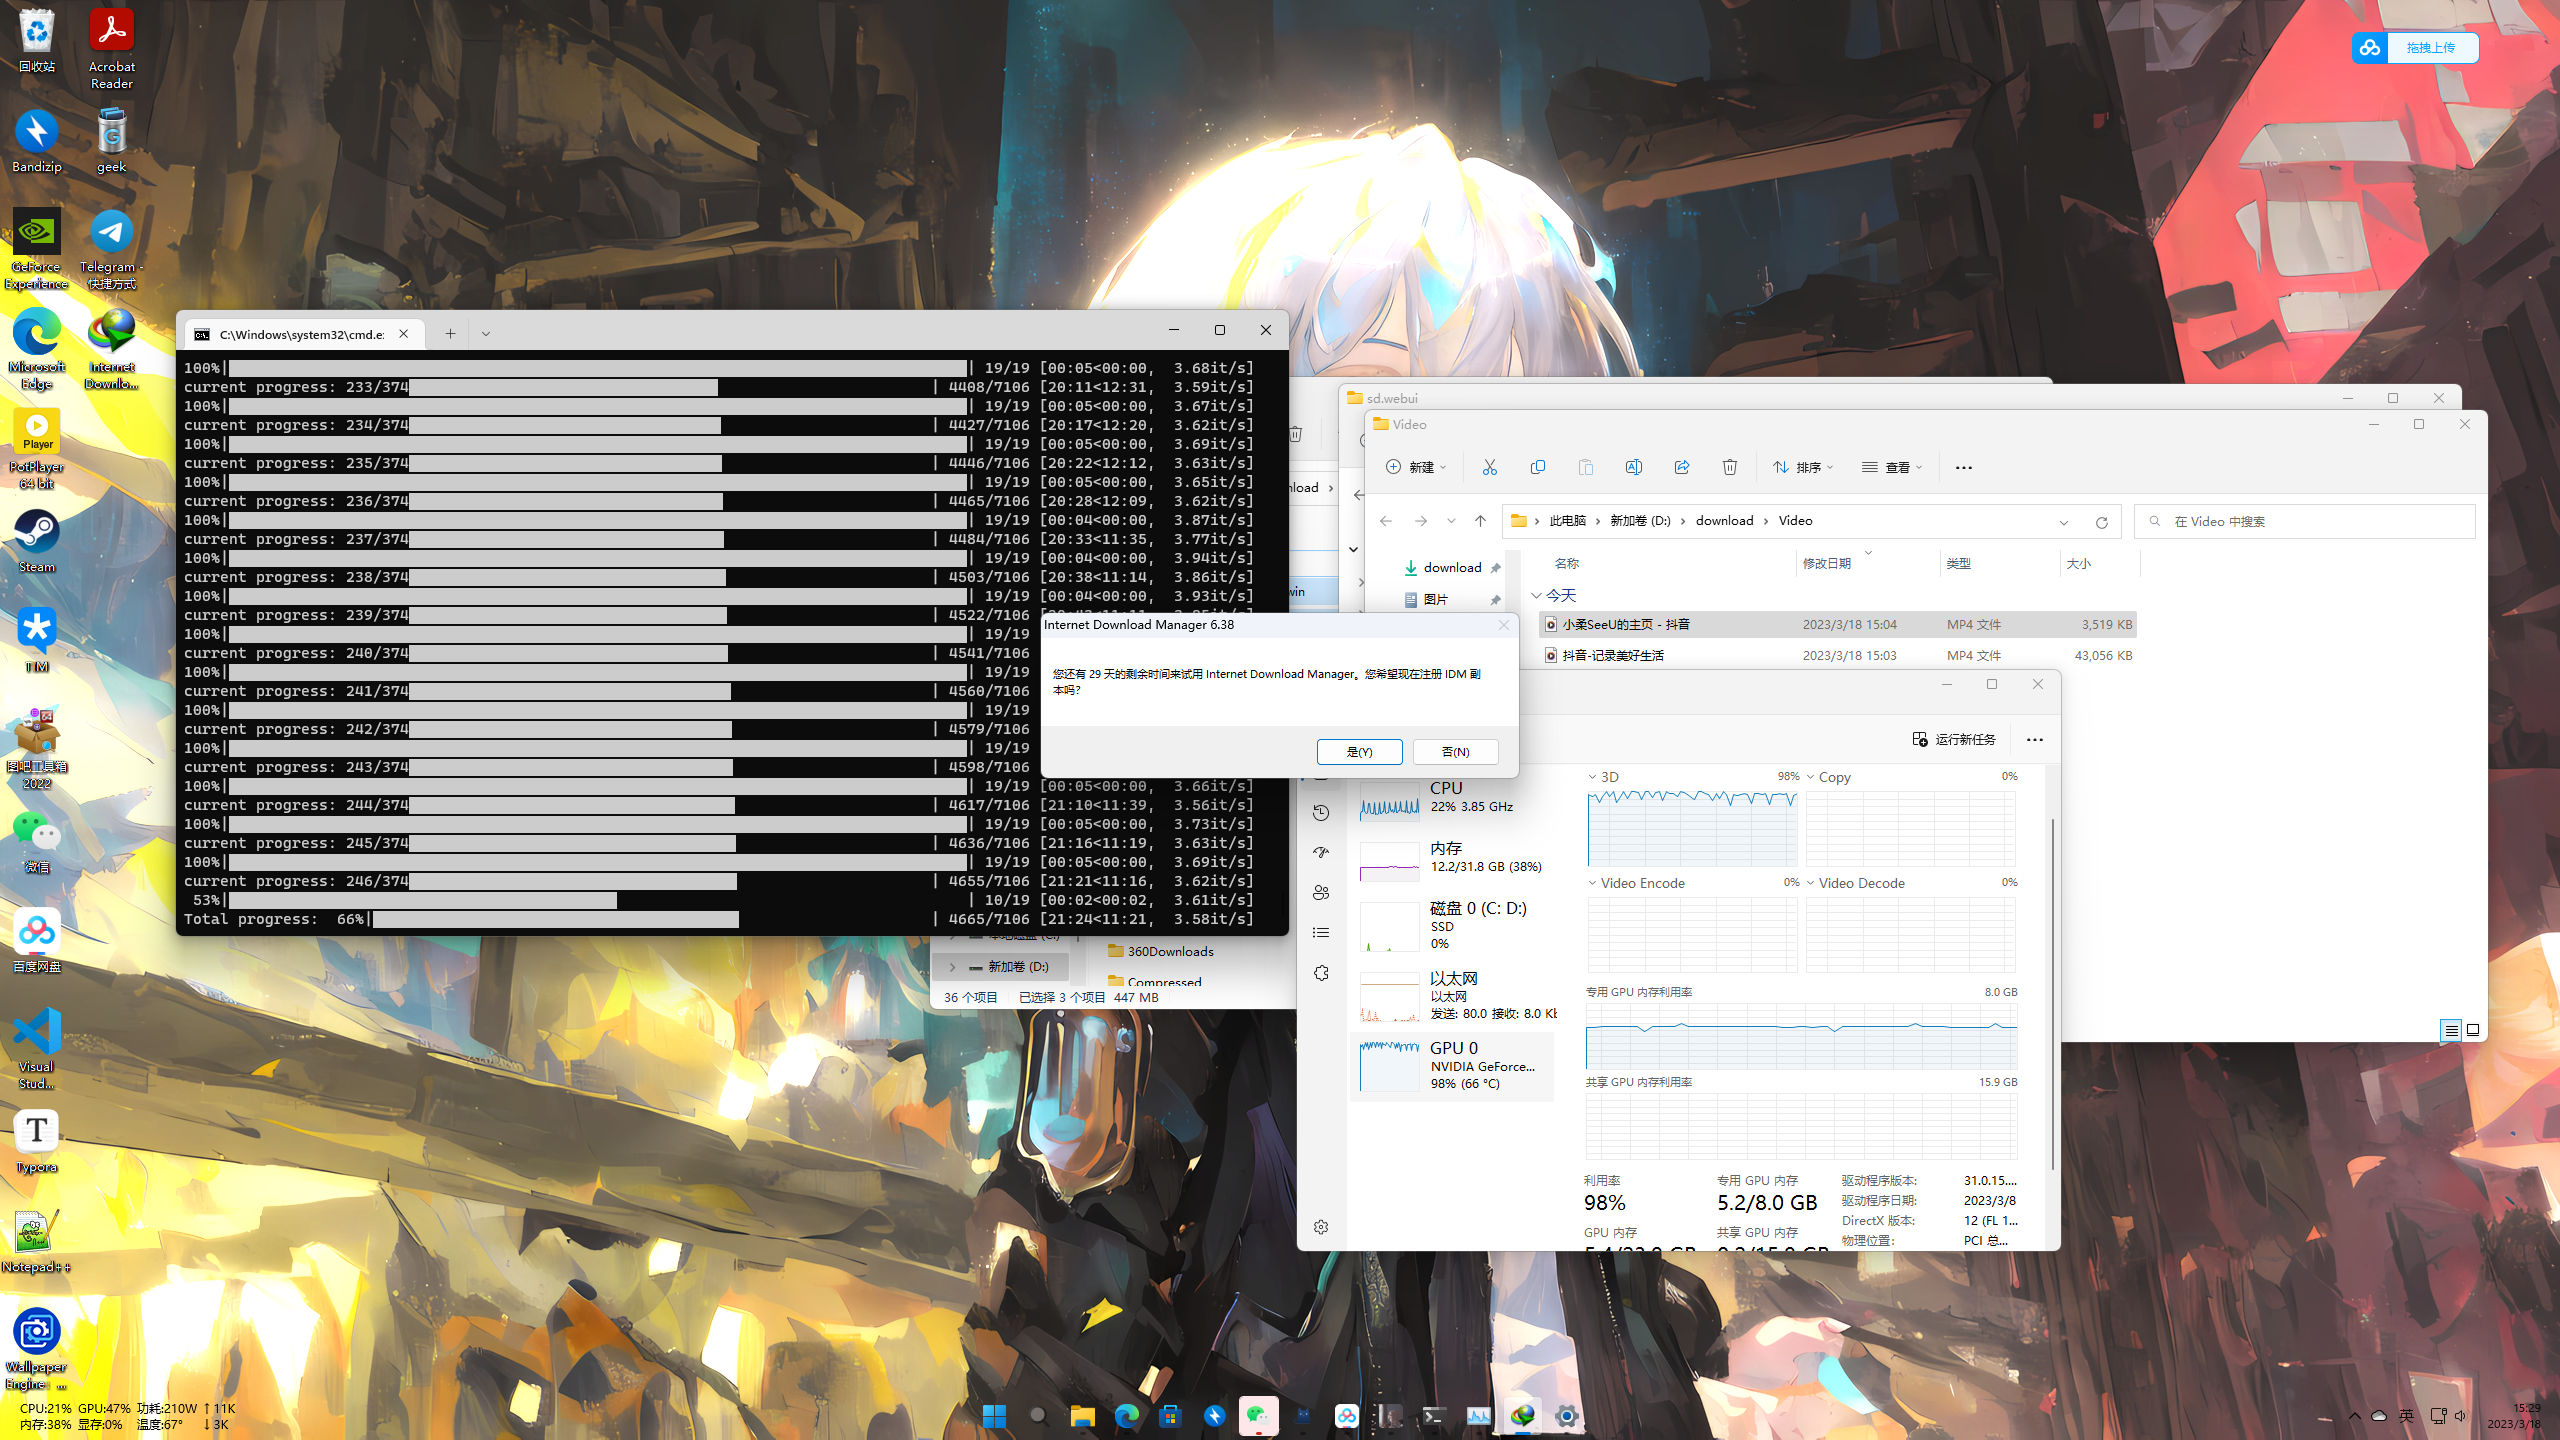 回收站
Acrobat
Reader
Bandizip
geek
GeForce
Experience
Telegram -
快捷方式
Microsoft
Edge
Internet
Downlo...
Player
PotPlayer
64 bit
Steam
TIM
图吧工具箱
2022
微信
百度网盘
Visual
Stud...
Typora
Notepad++
Wallpaper
Engine: ...
拖拽上传
C:\Windows\system32\cmd.e
100%| | 19/19 [00:05<00:00, 3.68it/s]
current progress: 233/374 | 4408/7106 [20:11<12:31, 3.59it/s]
100%| | 19/19 [00:05<00:00, 3.67it/s]
current progress: 234/374 | 4427/7106 [20:17<12:20, 3.62it/s]
100%| | 19/19 [00:05<00:00, 3.69it/s]
current progress: 235/374 | 4446/7106 [20:22<12:12, 3.63it/s]
100%| | 19/19 [00:05<00:00, 3.65it/s]
current progress: 236/374 | 4465/7106 [20:28<12:09, 3.62it/s]
100%| | 19/19 [00:04<00:00, 3.87it/s]
current progress: 237/374 | 4484/7106 [20:33<11:35, 3.77it/s]
100%| | 19/19 [00:04<00:00, 3.94it/s]
current progress: 238/374 | 4503/7106 [20:38<11:14, 3.86it/s]
100%| | 19/19 [00:04<00:00, 3.93it/s]
current progress: 239/374 | 4522/7106
100%| | 19/19
current progress: 240/374 | 4541/7106
100%| | 19/19
current progress: 241/374 | 4560/7106
100%| | 19/19
current progress: 242/374 | 4579/7106
100%| | 19/19
current progress: 243/374 | 4598/7106
100%| | 19/19 [00:05<00:00, 3.66it/s]
current progress: 244/374 | 4617/7106 [21:10<11:39, 3.56it/s]
100%| | 19/19 [00:05<00:00, 3.73it/s]
current progress: 245/374 | 4636/7106 [21:16<11:19, 3.63it/s]
100%| | 19/19 [00:05<00:00, 3.69it/s]
current progress: 246/374 | 4655/7106 [21:21<11:16, 3.62it/s]
53%| | 10/19 [00:02<00:02, 3.61it/s]
Total progress: 66%| | 4665/7106 [21:24<11:21, 3.58it/s]
Internet Download Manager 6.38
您还有 29 天的剩余时间来试用 Internet Download Manager。您希望现在注册 IDM 副
本吗?
是(Y)
否(N)
新加卷 (D:)
360Downloads
Compressed
36 个项目
已选择 3 个项目 447 MB
sd.webui
nload
win
Video
新建
排序
查看
此电脑 新加卷 (D:) download Video
在 Video 中搜索
download
图片
名称
修改日期
类型
大小
今天
小柔SeeU的主页 - 抖音 2023/3/18 15:04 MP4 文件 3,519 KB
抖音-记录美好生活 2023/3/18 15:03 MP4 文件 43,056 KB
运行新任务
CPU
22% 3.85 GHz
内存
12.2/31.8 GB (38%)
磁盘 0 (C: D:)
SSD
0%
以太网
以太网
发送: 80.0 接收: 8.0 Kb
GPU 0
NVIDIA GeForce...
98% (66 °C)
3D 98%
Copy 0%
Video Encode 0%
Video Decode 0%
专用 GPU 内存利用率 8.0 GB
共享 GPU 内存利用率 15.9 GB
利用率
98%
专用 GPU 内存
5.2/8.0 GB
GPU 内存
共享 GPU 内存
驱动程序版本: 31.0.15....
驱动程序日期: 2023/3/8
DirectX 版本: 12 (FL 1...
物理位置: PCI 总...
CPU:21% GPU:47% 功耗:210W ↑11K
内存:38% 显存:0% 温度:67° ↓3K
英
15:29
2023/3/18